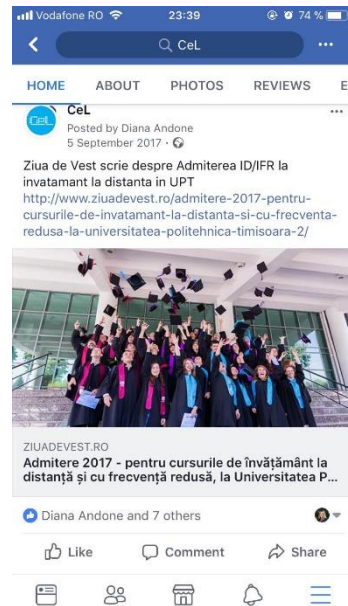 Vodafone RO 23:39 74 %
CeL
HOME ABOUT PHOTOS REVIEWS E
CeL
CeL
Posted by Diana Andone
5 September 2017 ·
Ziua de Vest scrie despre Admiterea ID/IFR la
invatamant la distanta in UPT
http://www.ziuadevest.ro/admitere-2017-pentru-
cursurile-de-invatamant-la-distanta-si-cu-frecventa-
redusa-la-universitatea-politehnica-timisoara-2/
ZIUADEVEST.RO
Admitere 2017 - pentru cursurile de învățământ la
distanță și cu frecvență redusă, la Universitatea P...
Diana Andone and 7 others
Like Comment Share